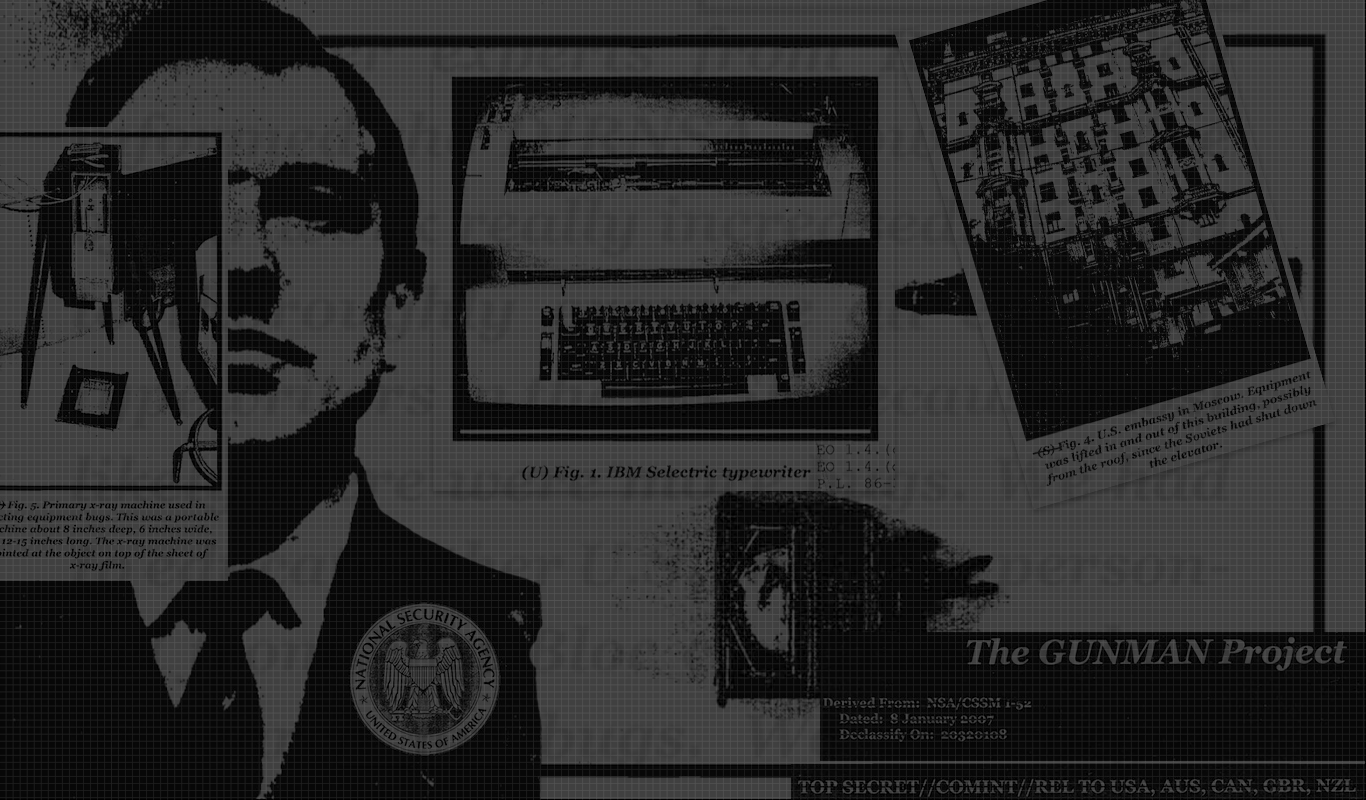 (U) Fig. 1. IBM Selectric typewriter
EO 1.4.(c
EO 1.4.(c
P.L. 86-
(S) Fig. 4. U.S. embassy in Moscow. Equipment
was lifted in and out of this building, possibly
from the roof, since the Soviets had shut down
the elevator.
Fig. 5. Primary x-ray machine used in
cting equipment bugs. This was a portable
chine about 8 inches deep, 6 inches wide,
12-15 inches long. The x-ray machine was
ointed at the object on top of the sheet of
x-ray film.
NATIONAL SECURITY AGENCY
UNITED STATES OF AMERICA
The GUNMAN Project
Derived From: NSA/CSSM 1-52
Dated: 8 January 2007
Declassify On: 20320108
TOP SECRET//COMINT//REL TO USA, AUS, CAN, GBR, NZL